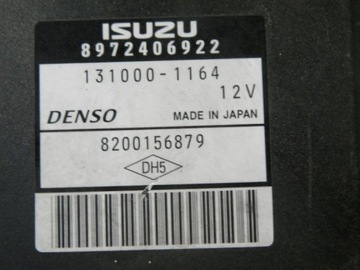 ISUZU
8972406922
131000-1164
12V
DENSO MADE IN JAPAN
8200156879
DH5